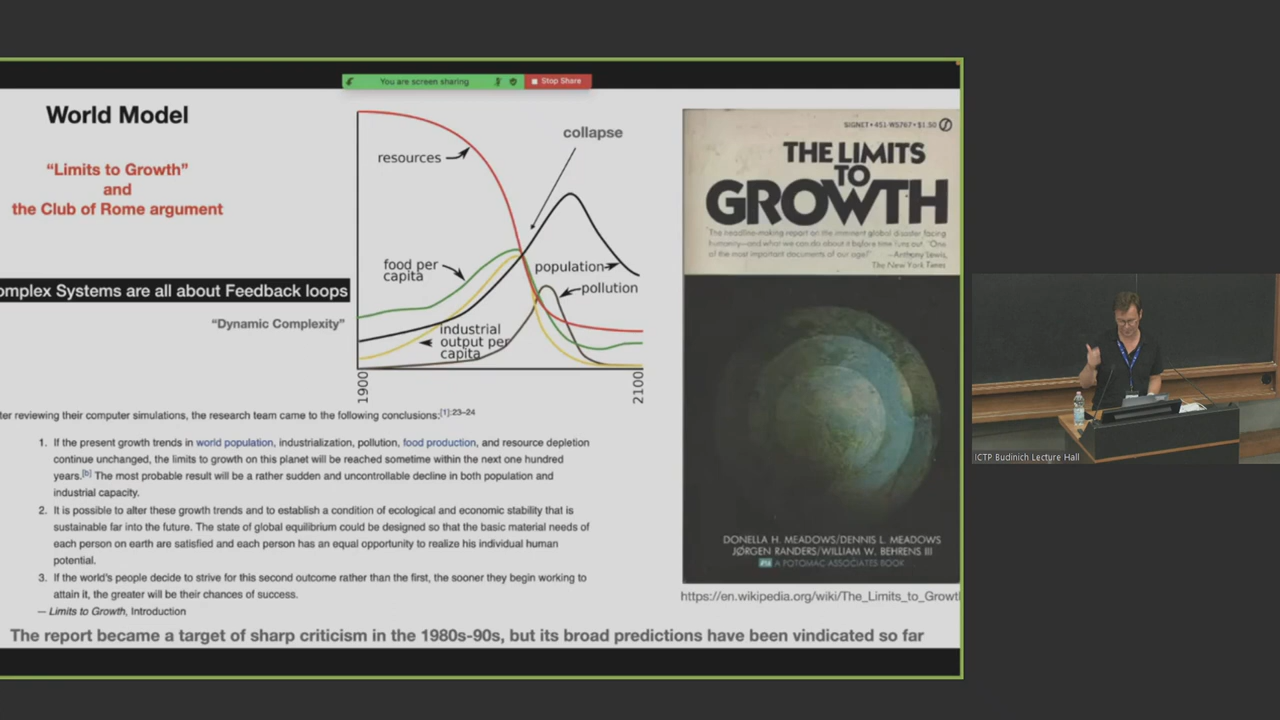 You are screen sharing
Stop Share
World Model
“Limits to Growth”
and
the Club of Rome argument
omplex Systems are all about Feedback loops
“Dynamic Complexity”
resources
collapse
food per
capita
population
pollution
industrial
output per
capita
1900
2100
SIGNET•451-W5767•$1.50
THE LIMITS
TO
GROWTH
"The headline-making report on the imminent global disaster facing
humanity—and what we can do about it before time runs out. "One
of the most important documents of our age!" —Anthony Lewis,
The New York Times
DONELLA H. MEADOWS/DENNIS L. MEADOWS
JØRGEN RANDERS/WILLIAM W. BEHRENS III
A POTOMAC ASSOCIATES BOOK
https://en.wikipedia.org/wiki/The_Limits_to_Growt
ter reviewing their computer simulations, the research team came to the following conclusions:[1]:23–24
1. If the present growth trends in world population, industrialization, pollution, food production, and resource depletion
continue unchanged, the limits to growth on this planet will be reached sometime within the next one hundred
years.[b] The most probable result will be a rather sudden and uncontrollable decline in both population and
industrial capacity.
2. It is possible to alter these growth trends and to establish a condition of ecological and economic stability that is
sustainable far into the future. The state of global equilibrium could be designed so that the basic material needs of
each person on earth are satisfied and each person has an equal opportunity to realize his individual human
potential.
3. If the world's people decide to strive for this second outcome rather than the first, the sooner they begin working to
attain it, the greater will be their chances of success.
— Limits to Growth, Introduction
The report became a target of sharp criticism in the 1980s-90s, but its broad predictions have been vindicated so far
ICTP Budinich Lecture Hall